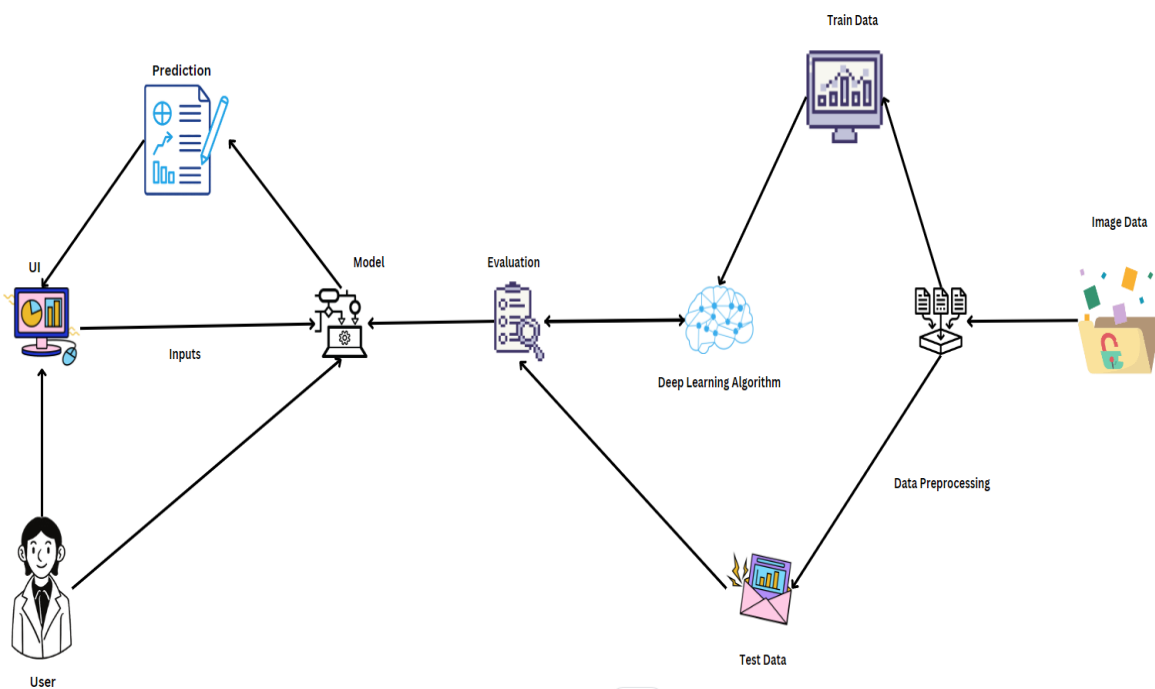 Train Data
Prediction
Image Data
UI
Model
Evaluation
Inputs
Deep Learning Algorithm
Data Preprocessing
Test Data
User